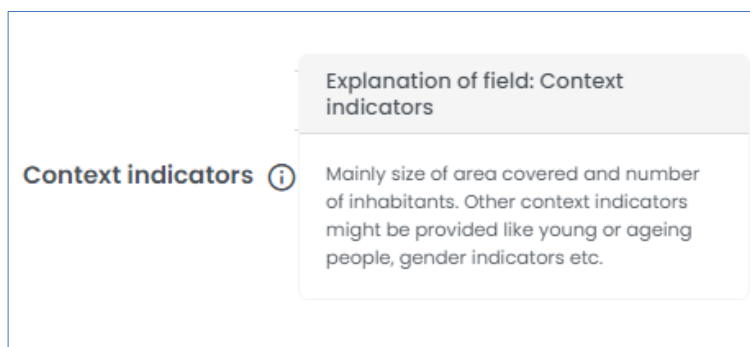 Explanation of field: Context
indicators
Context indicators
Mainly size of area covered and number
of inhabitants. Other context indicators
might be provided like young or ageing
people, gender indicators etc.